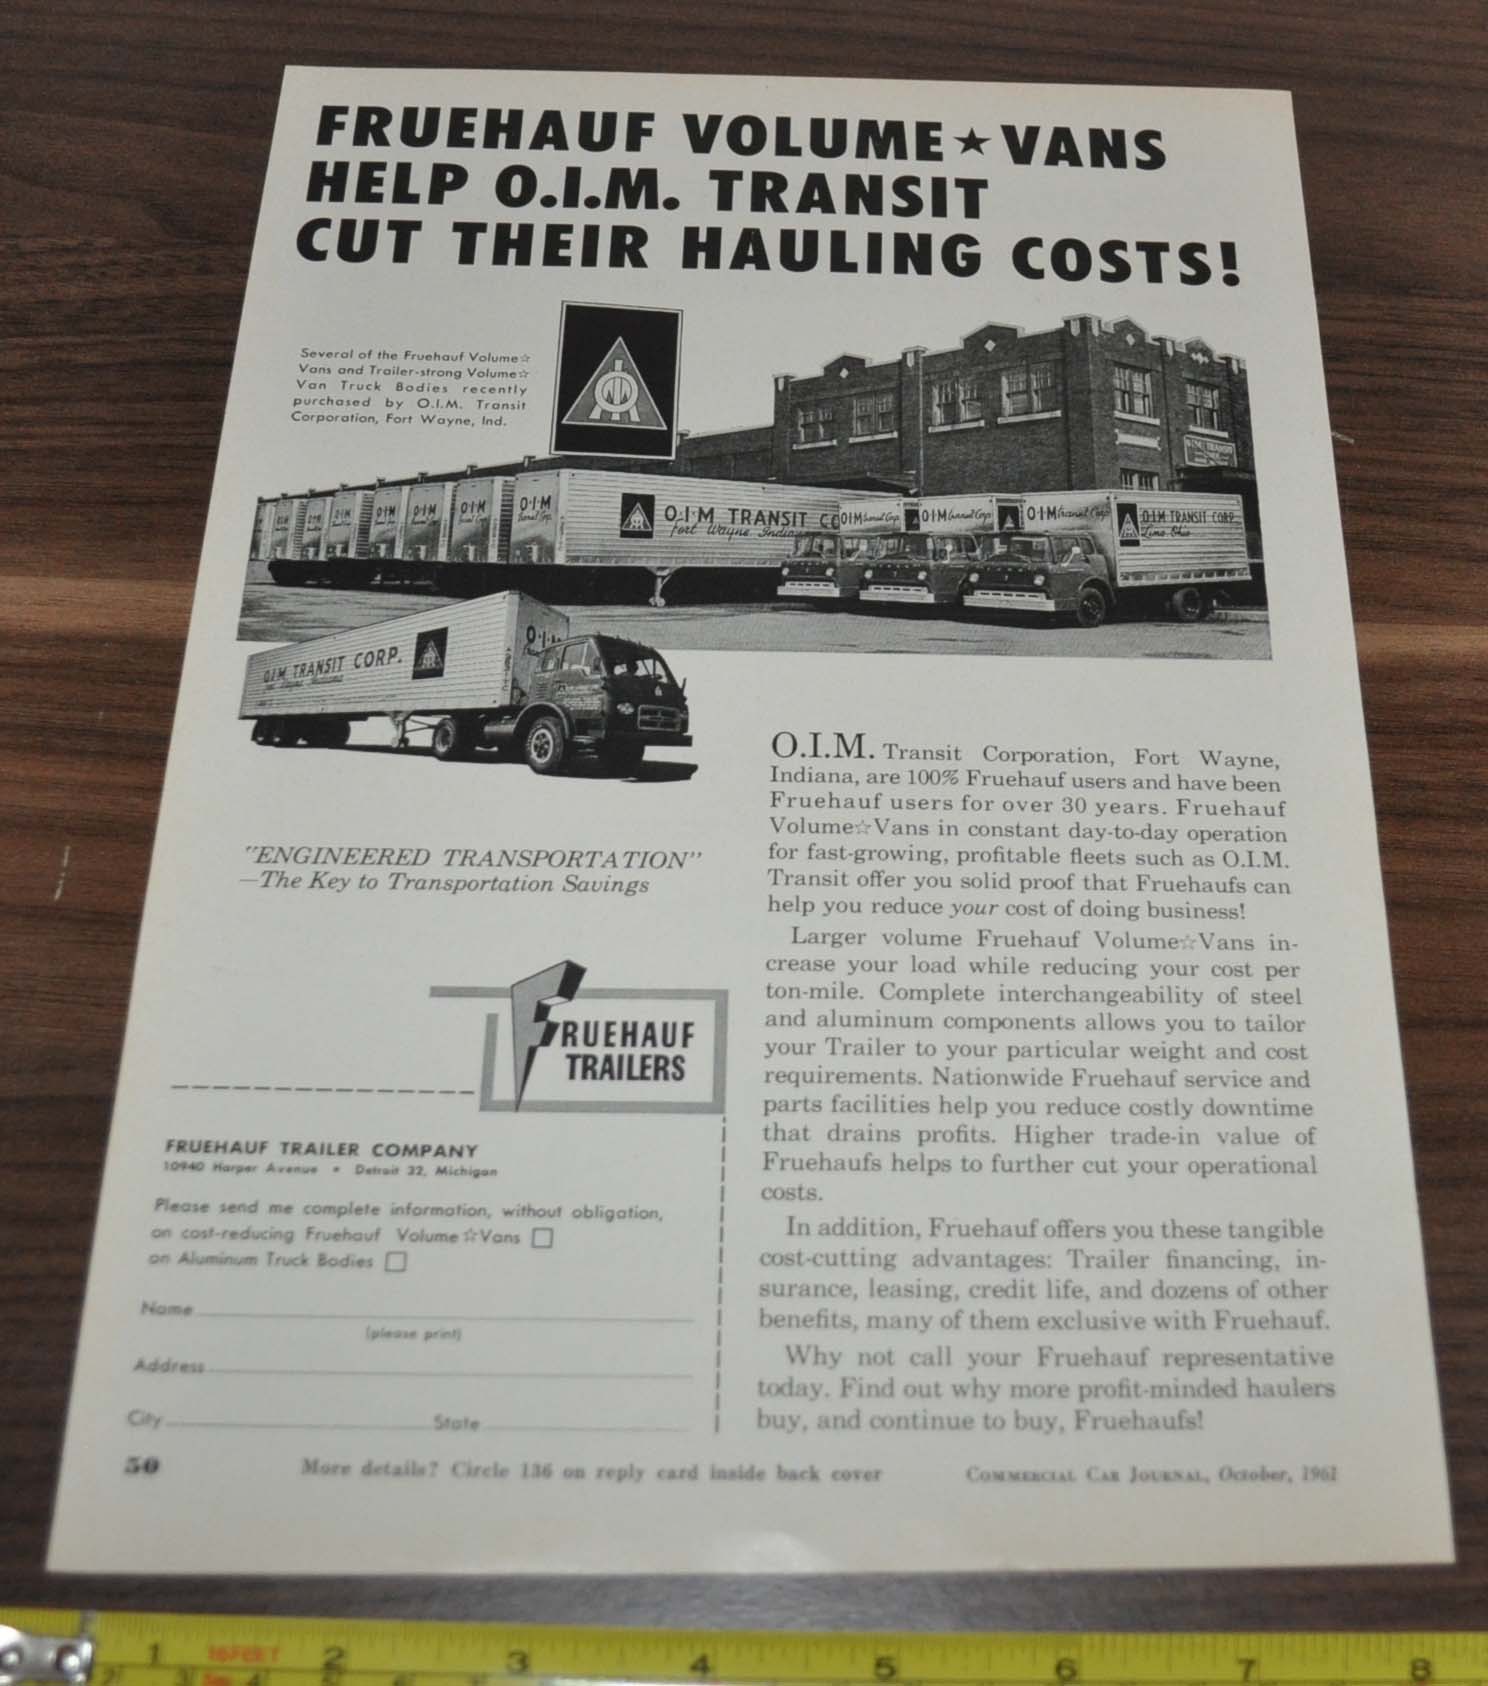 FRUEHAUF VOLUME★VANS
HELP O.I.M. TRANSIT
CUT THEIR HAULING COSTS!
Several of the Fruehauf Volume☆
Vans and Trailer-strong Volume☆
Van Truck Bodies recently
purchased by O.I.M. Transit
Corporation, Fort Wayne, Ind.
O·I·M
O·I·M
O·I·M
O·I·M
O·I·M
O·I·M
O·I·M
Transit Corp.
O·I·M TRANSIT CO
Fort Wayne Indiana
O·I·M Transit Corp.
O·I·M Transit Corp.
O·I·M Transit Corp.
O·I·M TRANSIT CORP.
Lima, Ohio
O.I.M TRANSIT CORP.
Fort Wayne Indiana
O·I·M
"ENGINEERED TRANSPORTATION"
—The Key to Transportation Savings
FRUEHAUF
TRAILERS
FRUEHAUF TRAILER COMPANY
10940 Harper Avenue • Detroit 32, Michigan
Please send me complete information, without obligation,
on cost-reducing Fruehauf Volume☆Vans □
on Aluminum Truck Bodies □
Name
(please print)
Address
City State
O.I.M. Transit Corporation, Fort Wayne,
Indiana, are 100% Fruehauf users and have been
Fruehauf users for over 30 years. Fruehauf
Volume☆Vans in constant day-to-day operation
for fast-growing, profitable fleets such as O.I.M.
Transit offer you solid proof that Fruehaufs can
help you reduce your cost of doing business!
Larger volume Fruehauf Volume☆Vans in-
crease your load while reducing your cost per
ton-mile. Complete interchangeability of steel
and aluminum components allows you to tailor
your Trailer to your particular weight and cost
requirements. Nationwide Fruehauf service and
parts facilities help you reduce costly downtime
that drains profits. Higher trade-in value of
Fruehaufs helps to further cut your operational
costs.
In addition, Fruehauf offers you these tangible
cost-cutting advantages: Trailer financing, in-
surance, leasing, credit life, and dozens of other
benefits, many of them exclusive with Fruehauf.
Why not call your Fruehauf representative
today. Find out why more profit-minded haulers
buy, and continue to buy, Fruehaufs!
50 More details? Circle 136 on reply card inside back cover COMMERCIAL CAR JOURNAL, October, 1961
1 16FEET 2 3 4 5 6 7 8